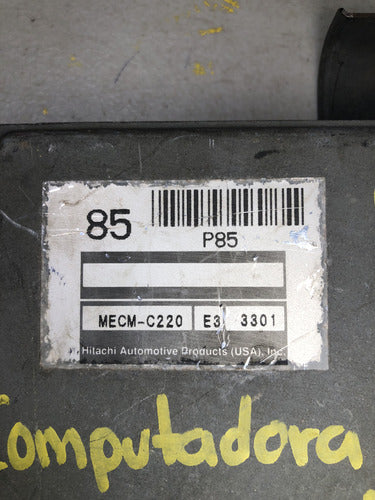 85
P85
MECM-C220 E3 3301
Hitachi Automotive Products (USA), Inc.
Computadora